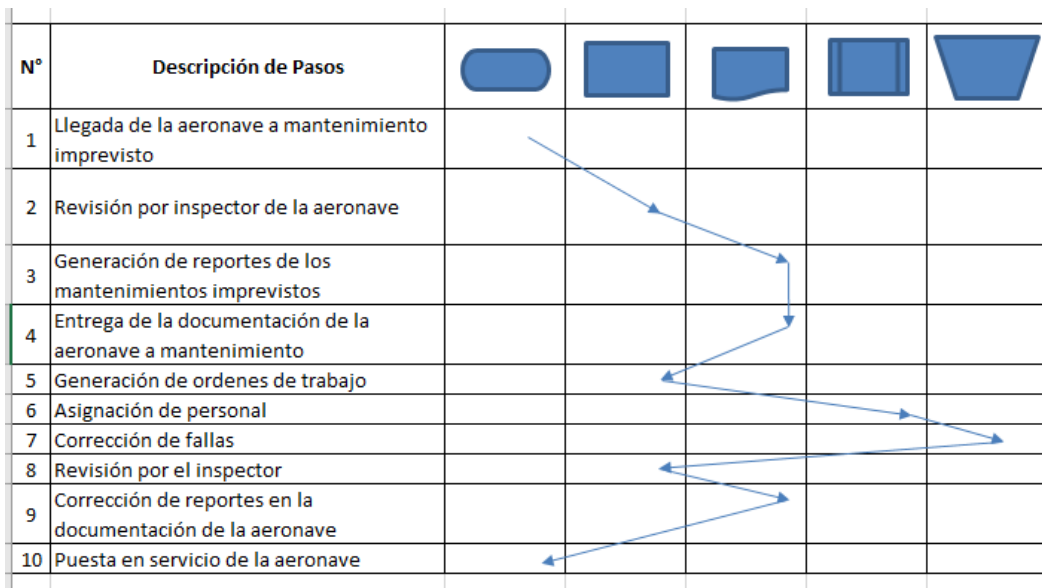 N° Descripción de Pasos
1 Llegada de la aeronave a mantenimiento
imprevisto
2 Revisión por inspector de la aeronave
3 Generación de reportes de los
mantenimientos imprevistos
4 Entrega de la documentación de la
aeronave a mantenimiento
5 Generación de ordenes de trabajo
6 Asignación de personal
7 Corrección de fallas
8 Revisión por el inspector
9 Corrección de reportes en la
documentación de la aeronave
10 Puesta en servicio de la aeronave